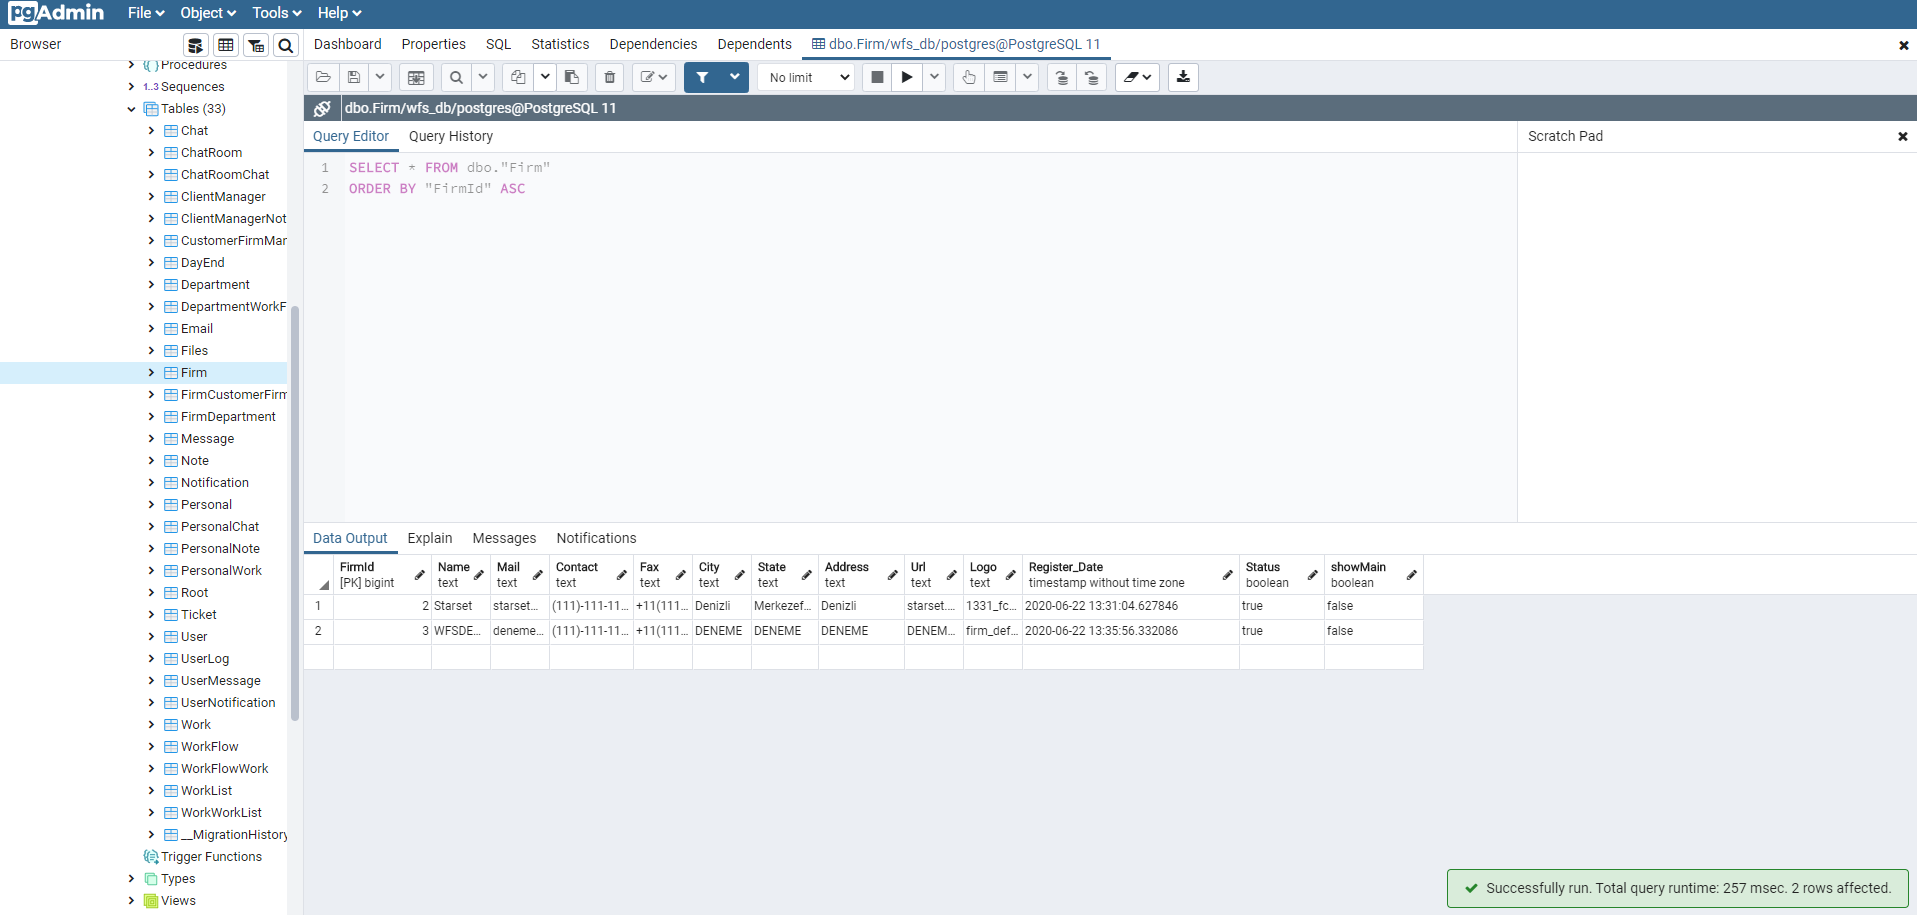 pgAdmin File Object Tools Help
Browser
Dashboard Properties SQL Statistics Dependencies Dependents dbo.Firm/wfs_db/postgres@PostgreSQL 11
Procedures
1..3 Sequences
Tables (33)
Chat
ChatRoom
ChatRoomChat
ClientManager
ClientManagerNot
CustomerFirmMar
DayEnd
Department
DepartmentWorkF
Email
Files
Firm
FirmCustomerFirm
FirmDepartment
Message
Note
Notification
Personal
PersonalChat
PersonalNote
PersonalWork
Root
Ticket
User
UserLog
UserMessage
UserNotification
Work
WorkFlow
WorkFlowWork
WorkList
WorkWorkList
__MigrationHistory
Trigger Functions
Types
Views
No limit
dbo.Firm/wfs_db/postgres@PostgreSQL 11
Query Editor Query History
Scratch Pad
1 SELECT * FROM dbo."Firm"
2 ORDER BY "FirmId" ASC
Data Output Explain Messages Notifications
FirmId Name Mail Contact Fax City State Address Url Logo Register_Date Status showMain
[PK] bigint text text text text text text text text text timestamp without time zone boolean boolean
1 2 Starset starset... (111)-111-11... +11(111... Denizli Merkezef... Denizli starset.... 1331_fc... 2020-06-22 13:31:04.627846 true false
2 3 WFSDE... deneme... (111)-111-11... +11(111... DENEME DENEME DENEME DENEM... firm_def... 2020-06-22 13:35:56.332086 true false
Successfully run. Total query runtime: 257 msec. 2 rows affected.